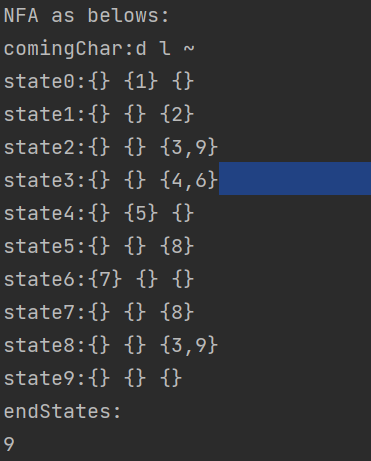 NFA as belows:
comingChar:d l ~
state0:{} {1} {}
state1:{} {} {2}
state2:{} {} {3,9}
state3:{} {} {4,6}
state4:{} {5} {}
state5:{} {} {8}
state6:{7} {} {}
state7:{} {} {8}
state8:{} {} {3,9}
state9:{} {} {}
endStates:
9